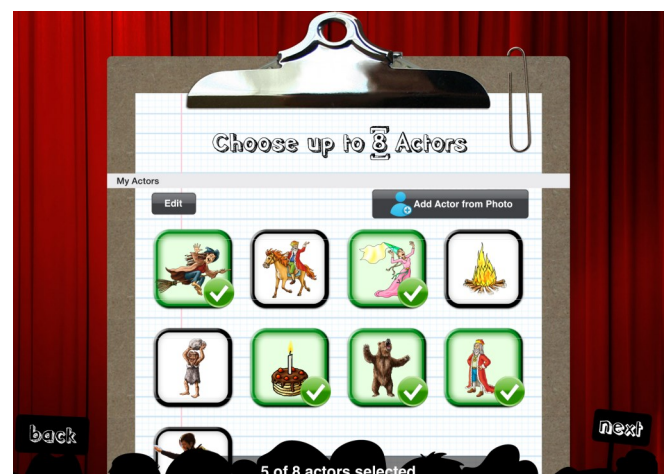 Choose up to 8 Actors
My Actors
Edit
Add Actor from Photo
back
next
5 of 8 actors selected